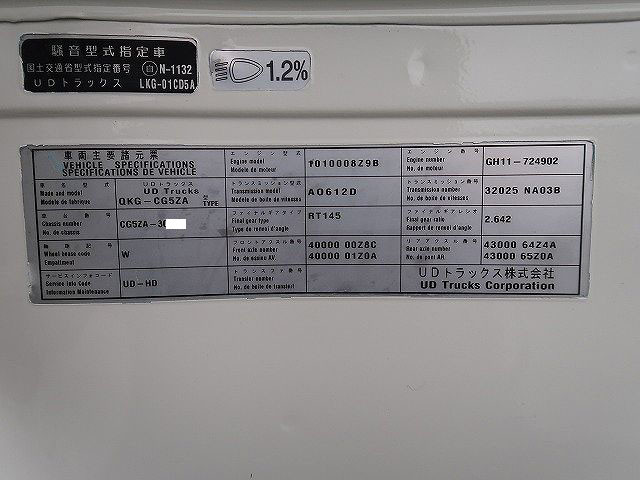 騒音型式指定車
国土交通省型式指定番号 自 N-1132
UDトラックス LKG-01CD5A
1.2%
車両主要諸元票
VEHICLE SPECIFICATIONS
SPECIFICATIONS DE VEHICLE
エンジン型式
Engine model
Modele de moteur
1010008Z9B
エンジン番号
Engine number
No. de moteur
GH11-724902
車名型式
Make and model
Modele de fabrique
UDトラックス
UD Trucks
QKG-CG5ZA 型 TYPE
トランスミッション型式
Transmission model
Modele de boite de vitesses
AO612D
トランスミッション番号
Transmission number
No. de boite de vitesses
32025 NA03B
車台番号
Chassis number
No. de chassis
CG5ZA-30
ファイナルギアタイプ
Final gear type
Type de renvoi d'angle
RT145
ファイナルギアレシオ
Final gear ratio
Rapport de renvoi d'angle
2.642
軸距記号
Wheel base code
Empattement
W
フロントアクスル番号
Front axle number
No. de essieu AV
40000 00Z8C
40000 01Z0A
リアアクスル番号
Rear axle number
No. de pont AR
43000 64Z4A
43000 65Z0A
サービスインフォコード
Service Info Code
Information Maintenance
UD-HD
トランスファ番号
Transfer number
No. de boite de transfert
UDトラックス株式会社
UD Trucks Corporation